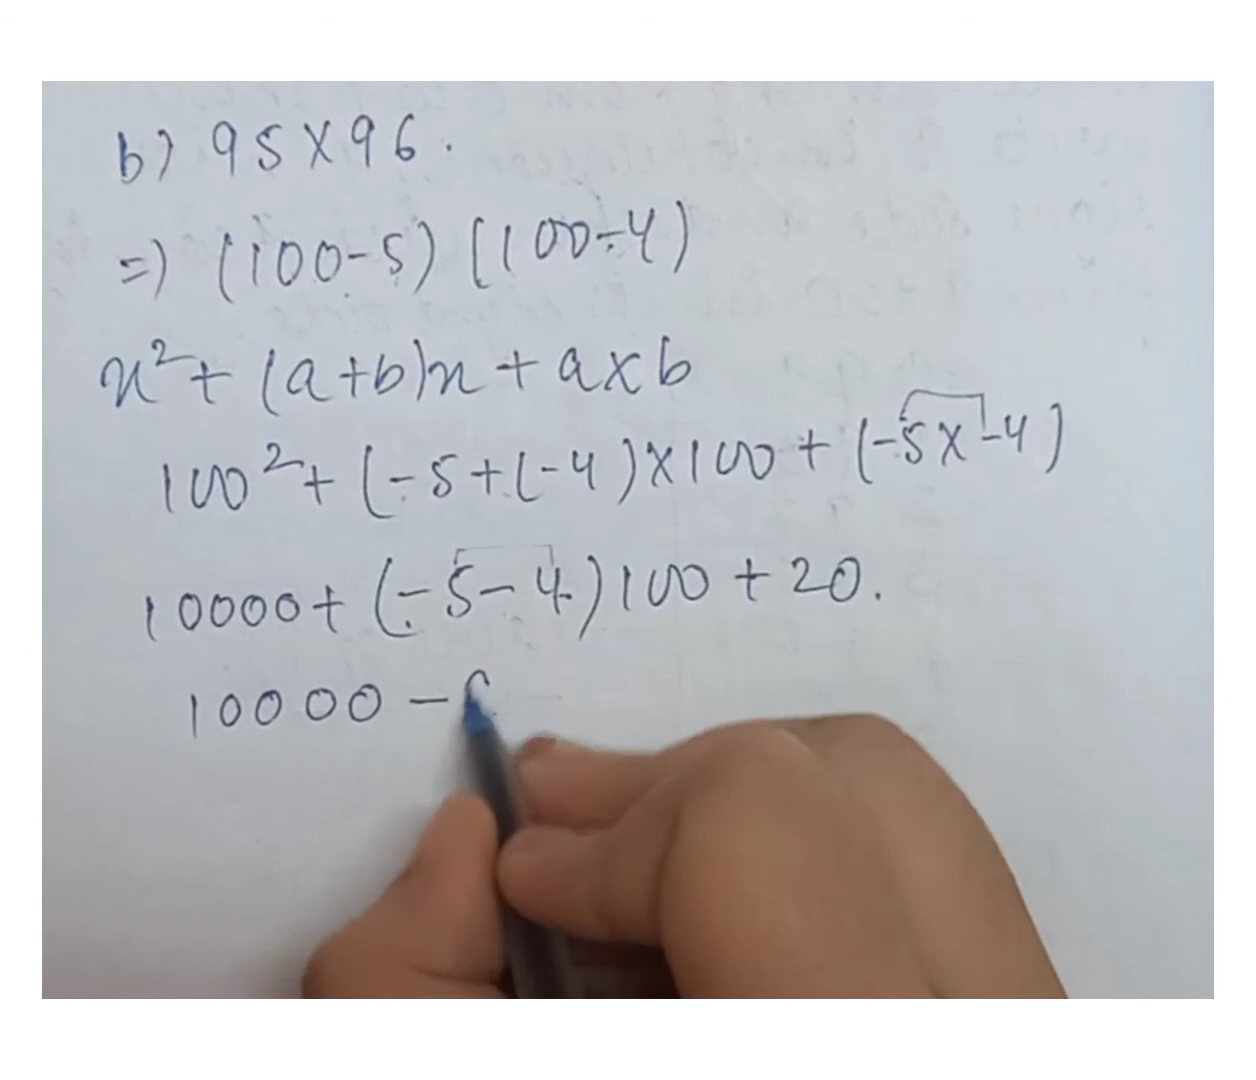 b) 95 x 96.
=) (100-5) (100-4)
x² + (a+b)x + a x b
100² + (-5+(-4) x 100 + (-5 x -4)
10000 + (-5-4) 100 + 20.
10000 -